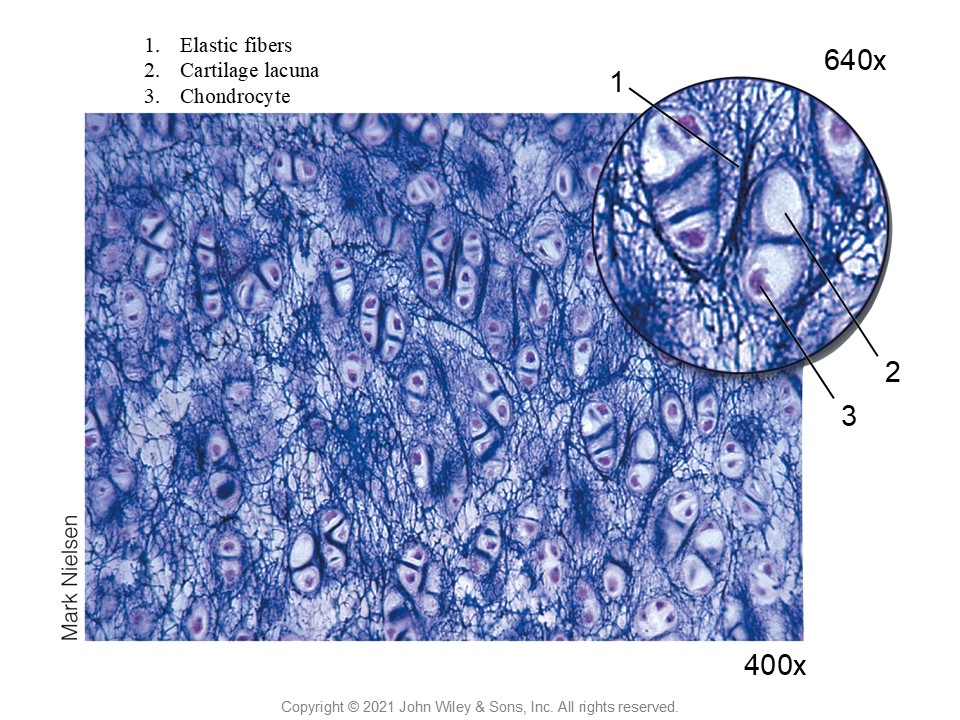 1. Elastic fibers
2. Cartilage lacuna
3. Chondrocyte
640x
1
2
3
Mark Nielsen
400x
Copyright © 2021 John Wiley & Sons, Inc. All rights reserved.